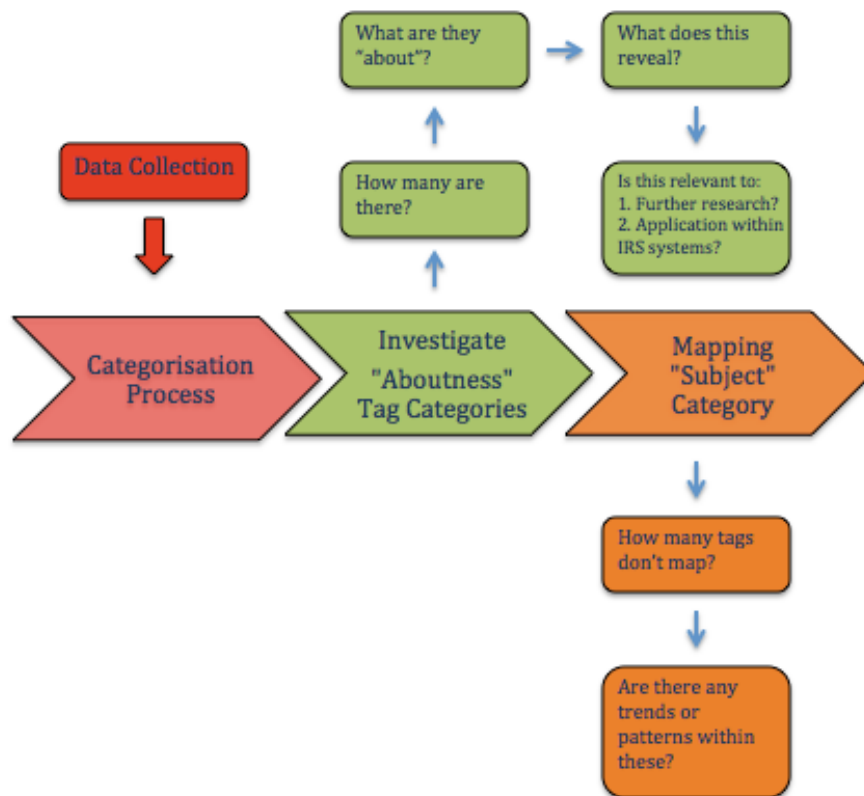 What are they
“about”?
What does this
reveal?
Data Collection
How many are
there?
Is this relevant to:
1. Further research?
2. Application within
IRS systems?
Categorisation
Process
Investigate
"Aboutness"
Tag Categories
Mapping
"Subject"
Category
How many tags
don’t map?
Are there any
trends or
patterns within
these?